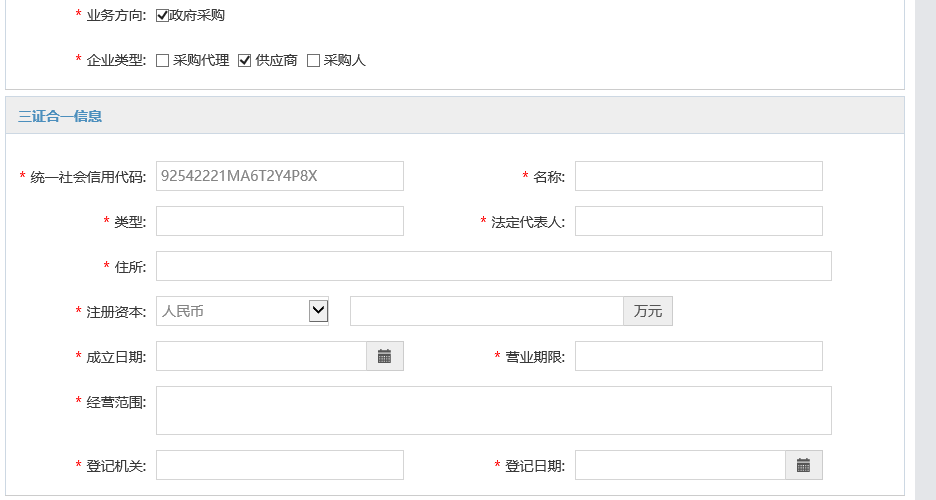 * 业务方向: 政府采购
* 企业类型: 采购代理 供应商 采购人
三证合一信息
* 统一社会信用代码: 92542221MA6T2Y4P8X * 名称:
* 类型: * 法定代表人:
* 住所:
* 注册资本: 人民币 万元
* 成立日期: * 营业期限:
* 经营范围:
* 登记机关: * 登记日期: